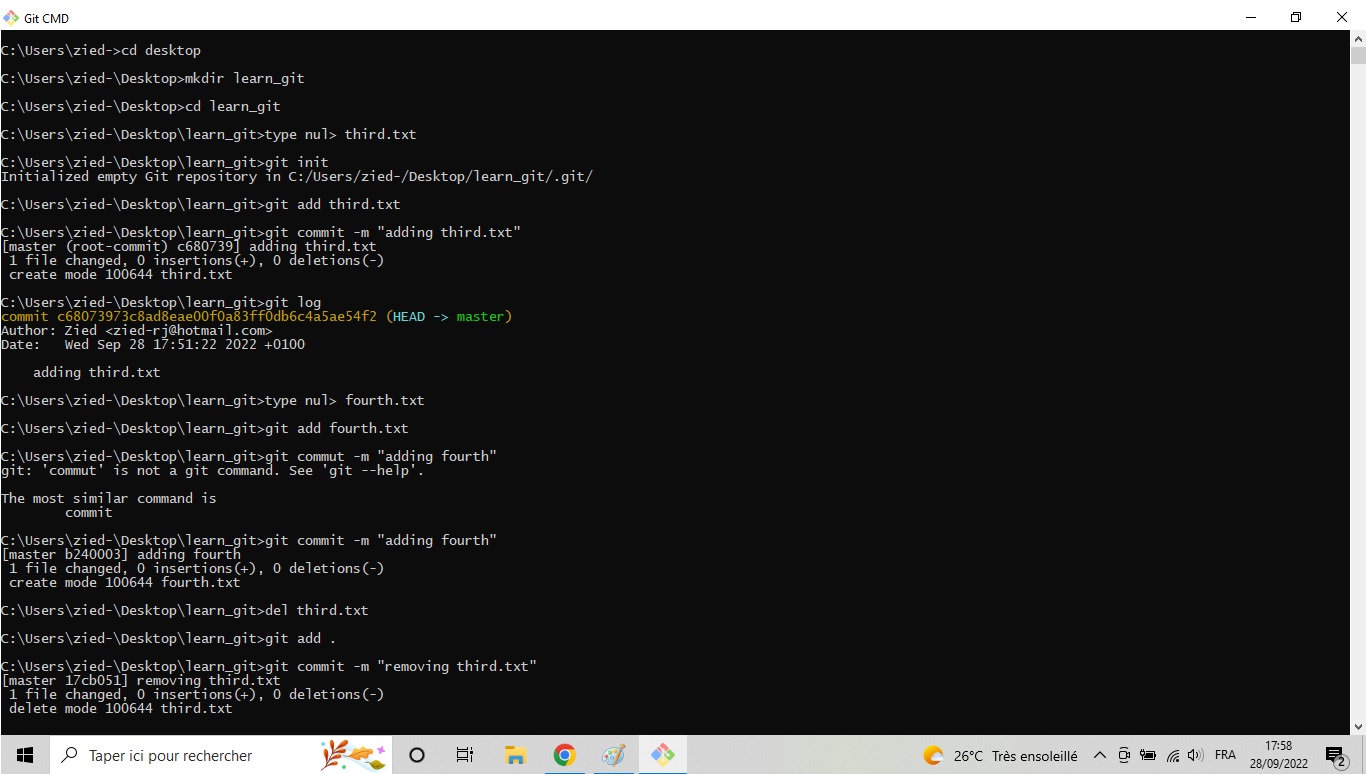 Git CMD
C:\Users\zied->cd desktop
C:\Users\zied-\Desktop>mkdir learn_git
C:\Users\zied-\Desktop>cd learn_git
C:\Users\zied-\Desktop\learn_git>type nul> third.txt
C:\Users\zied-\Desktop\learn_git>git init
Initialized empty Git repository in C:/Users/zied-/Desktop/learn_git/.git/
C:\Users\zied-\Desktop\learn_git>git add third.txt
C:\Users\zied-\Desktop\learn_git>git commit -m "adding third.txt"
[master (root-commit) c680739] adding third.txt
 1 file changed, 0 insertions(+), 0 deletions(-)
 create mode 100644 third.txt
C:\Users\zied-\Desktop\learn_git>git log
commit c68073973c8ad8eae00f0a83ff0db6c4a5ae54f2 (HEAD -> master)
Author: Zied <zied-rj@hotmail.com>
Date:   Wed Sep 28 17:51:22 2022 +0100
    adding third.txt
C:\Users\zied-\Desktop\learn_git>type nul> fourth.txt
C:\Users\zied-\Desktop\learn_git>git add fourth.txt
C:\Users\zied-\Desktop\learn_git>git commut -m "adding fourth"
git: 'commut' is not a git command. See 'git --help'.
The most similar command is
        commit
C:\Users\zied-\Desktop\learn_git>git commit -m "adding fourth"
[master b240003] adding fourth
 1 file changed, 0 insertions(+), 0 deletions(-)
 create mode 100644 fourth.txt
C:\Users\zied-\Desktop\learn_git>del third.txt
C:\Users\zied-\Desktop\learn_git>git add .
C:\Users\zied-\Desktop\learn_git>git commit -m "removing third.txt"
[master 17cb051] removing third.txt
 1 file changed, 0 insertions(+), 0 deletions(-)
 delete mode 100644 third.txt
Taper ici pour rechercher
26°C Très ensoleillé
FRA
17:58
28/09/2022
2